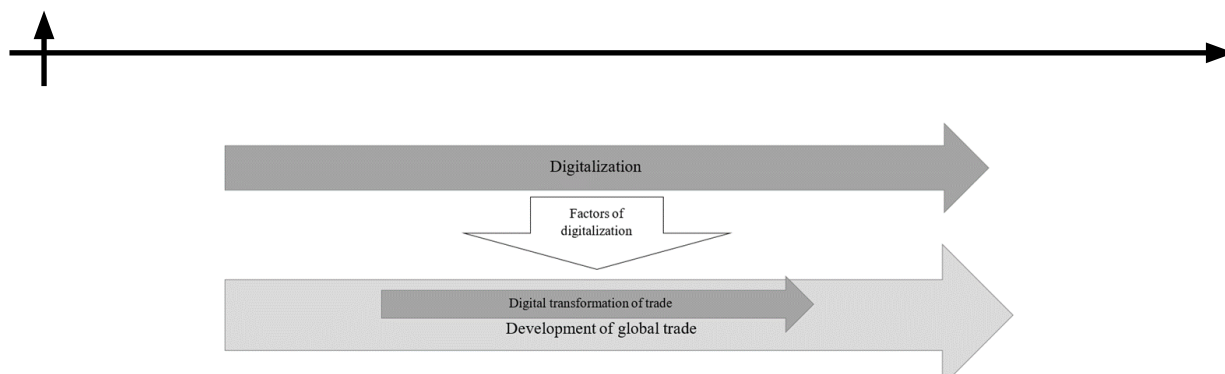 Digitalization
Factors of
digitalization
Digital transformation of trade
Development of global trade